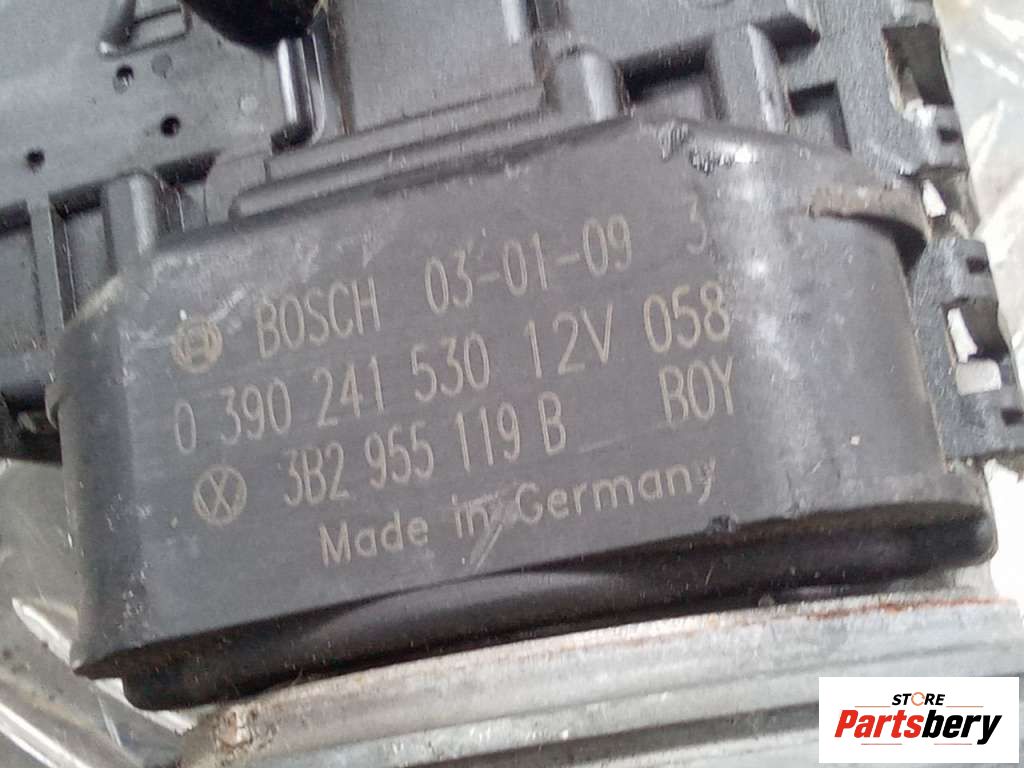 BOSCH 03-01-09 3
0 390 241 530 12V 058
3B2 955 119 B BOY
Made in Germany
STORE
Partsbery